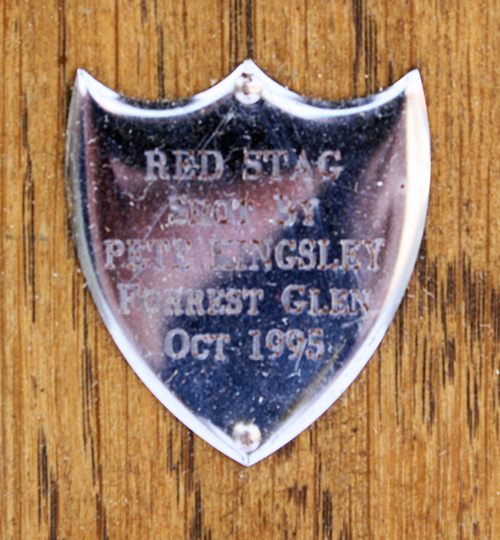 RED STAG
SHOT BY
PETE KINGSLEY
FORREST GLEN
OCT 1995